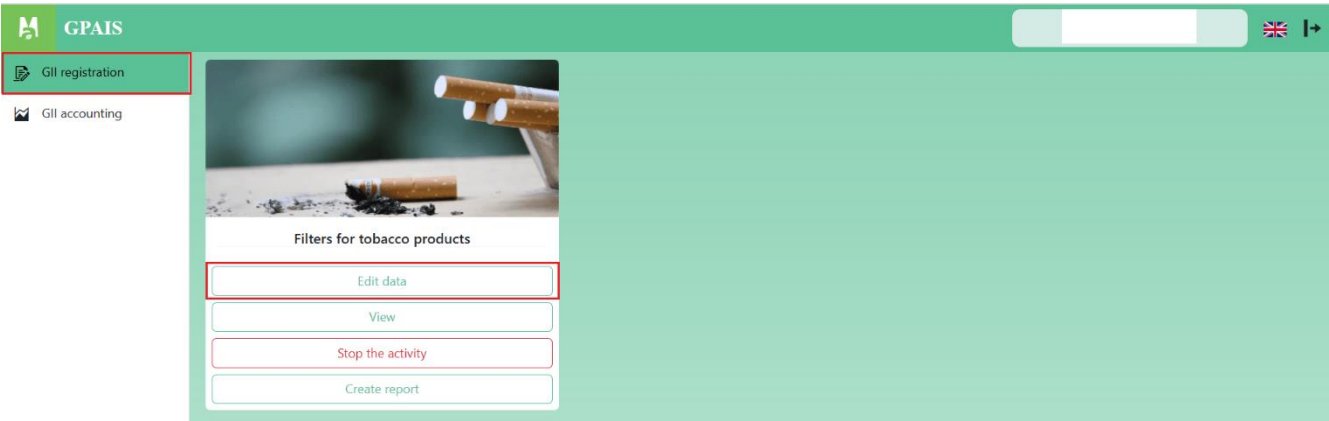 GPAIS
GII registration
GII accounting
Filters for tobacco products
Edit data
View
Stop the activity
Create report